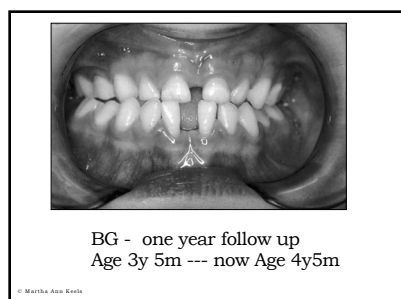 BG - one year follow up
Age 3y 5m --- now Age 4y5m
© Martha Ann Keels